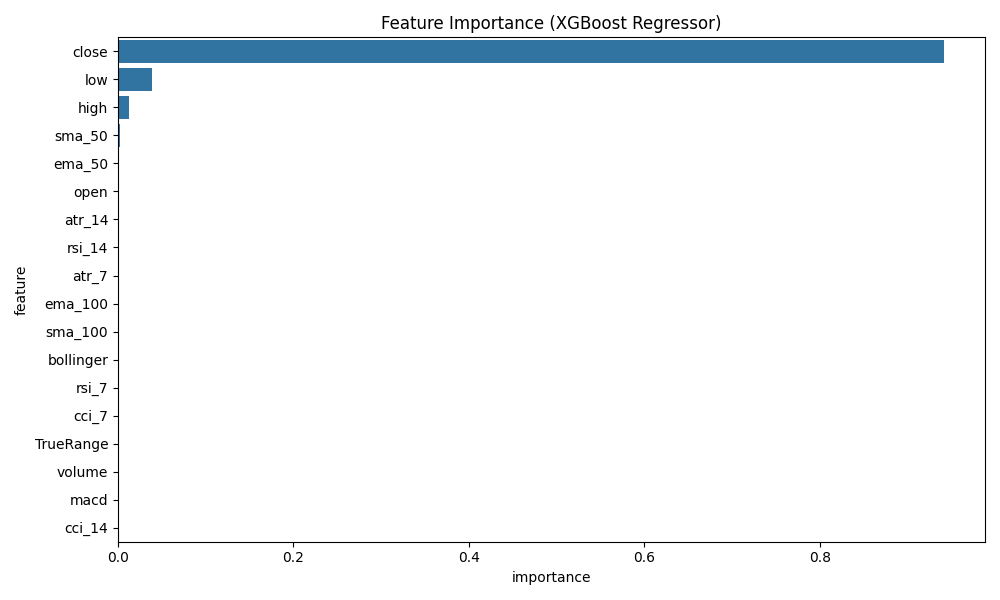 Feature Importance (XGBoost Regressor)
close
low
high
sma_50
ema_50
open
atr_14
rsi_14
atr_7
ema_100
sma_100
bollinger
rsi_7
cci_7
TrueRange
volume
macd
cci_14
feature
0.0 0.2 0.4 0.6 0.8
importance